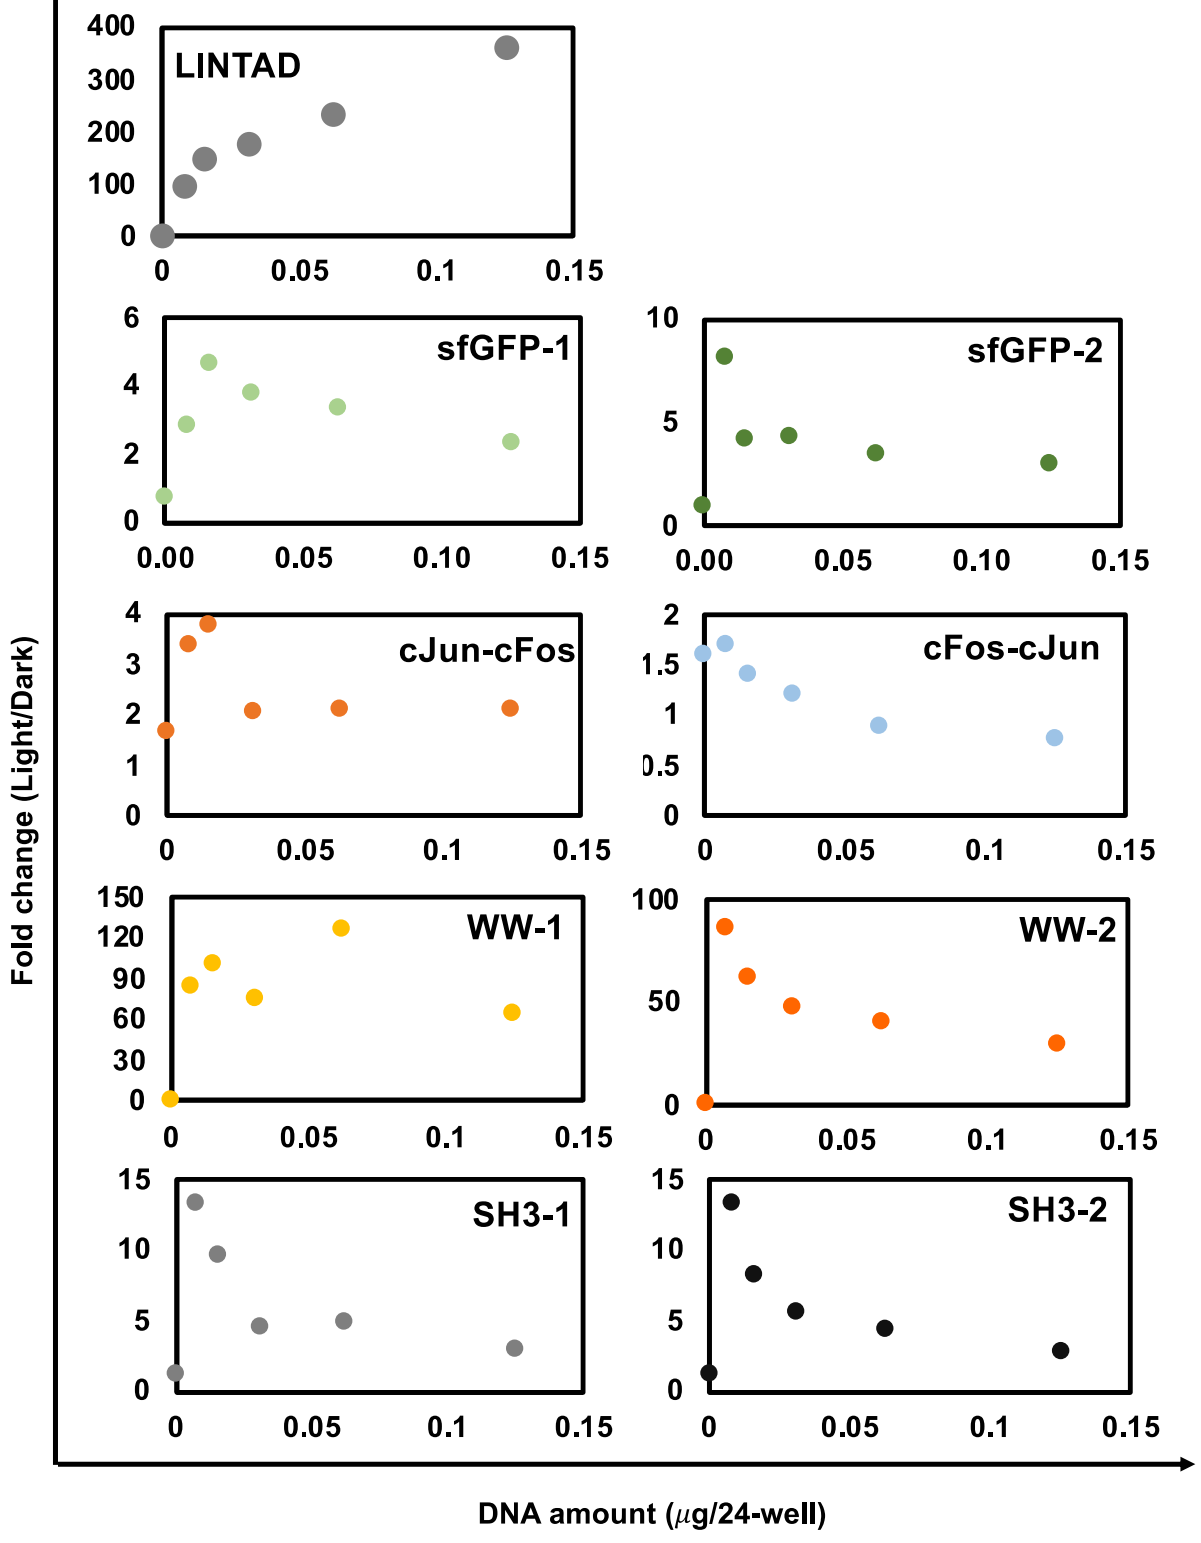 400
300
200
100
0
LINTAD
0 0.05 0.1 0.15
6
4
2
0
sfGFP-1
0.00 0.05 0.10 0.15
10
5
0
sfGFP-2
0.00 0.05 0.10 0.15
4
3
2
1
0
cJun-cFos
0 0.05 0.1 0.15
2
1.5
1
0.5
0
cFos-cJun
0 0.05 0.1 0.15
150
120
90
60
30
0
WW-1
0 0.05 0.1 0.15
100
50
0
WW-2
0 0.05 0.1 0.15
15
10
5
0
SH3-1
0 0.05 0.1 0.15
15
10
5
0
SH3-2
0 0.05 0.1 0.15
Fold change (Light/Dark)
DNA amount (μg/24-well)